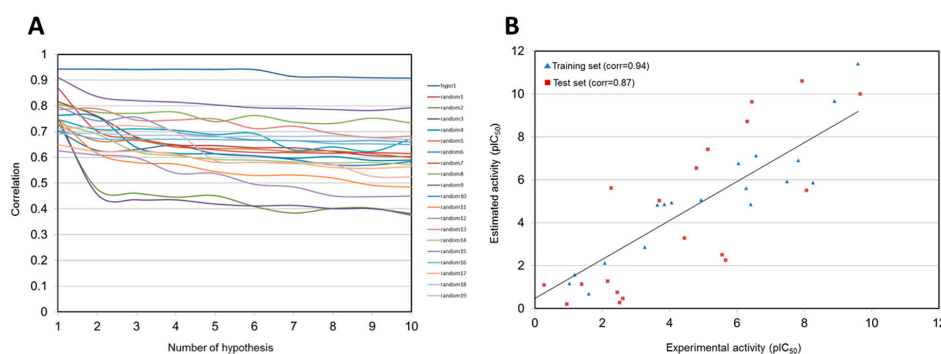 A
Correlation
1
0.9
0.8
0.7
0.6
0.5
0.4
0.3
0.2
0.1
0
1 2 3 4 5 6 7 8 9 10
Number of hypothesis
hypo1
random1
random2
random3
random4
random5
random6
random7
random8
random9
random10
random11
random12
random13
random14
random15
random16
random17
random18
random19
B
Estimated activity (pIC50)
12
10
8
6
4
2
0
Training set (corr=0.94)
Test set (corr=0.87)
0 2 4 6 8 10 12
Experimental activity (pIC50)